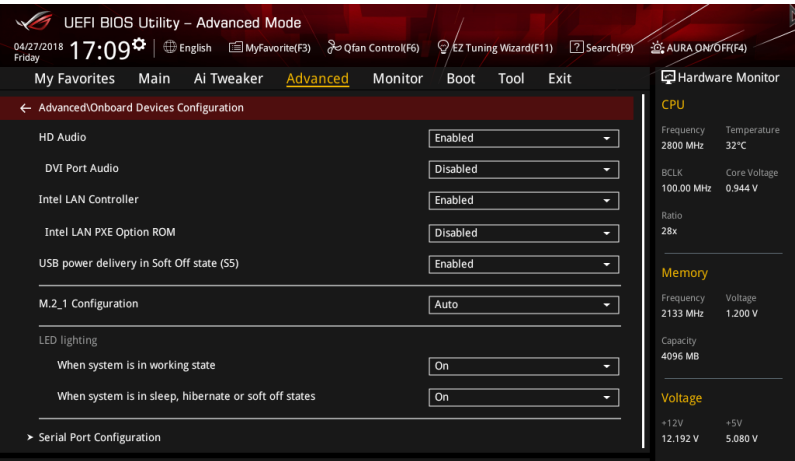 UEFI BIOS Utility – Advanced Mode
04/27/2018 Friday 17:09 English MyFavorite(F3) Qfan Control(F6) EZ Tuning Wizard(F11) Search(F9) AURA ON/OFF(F4)
My Favorites Main Ai Tweaker Advanced Monitor Boot Tool Exit
Hardware Monitor
Advanced\Onboard Devices Configuration
HD Audio Enabled
DVI Port Audio Disabled
Intel LAN Controller Enabled
Intel LAN PXE Option ROM Disabled
USB power delivery in Soft Off state (S5) Enabled
M.2_1 Configuration Auto
LED lighting
When system is in working state On
When system is in sleep, hibernate or soft off states On
Serial Port Configuration
CPU
Frequency Temperature
2800 MHz 32°C
BCLK Core Voltage
100.00 MHz 0.944 V
Ratio
28x
Memory
Frequency Voltage
2133 MHz 1.200 V
Capacity
4096 MB
Voltage
+12V +5V
12.192 V 5.080 V